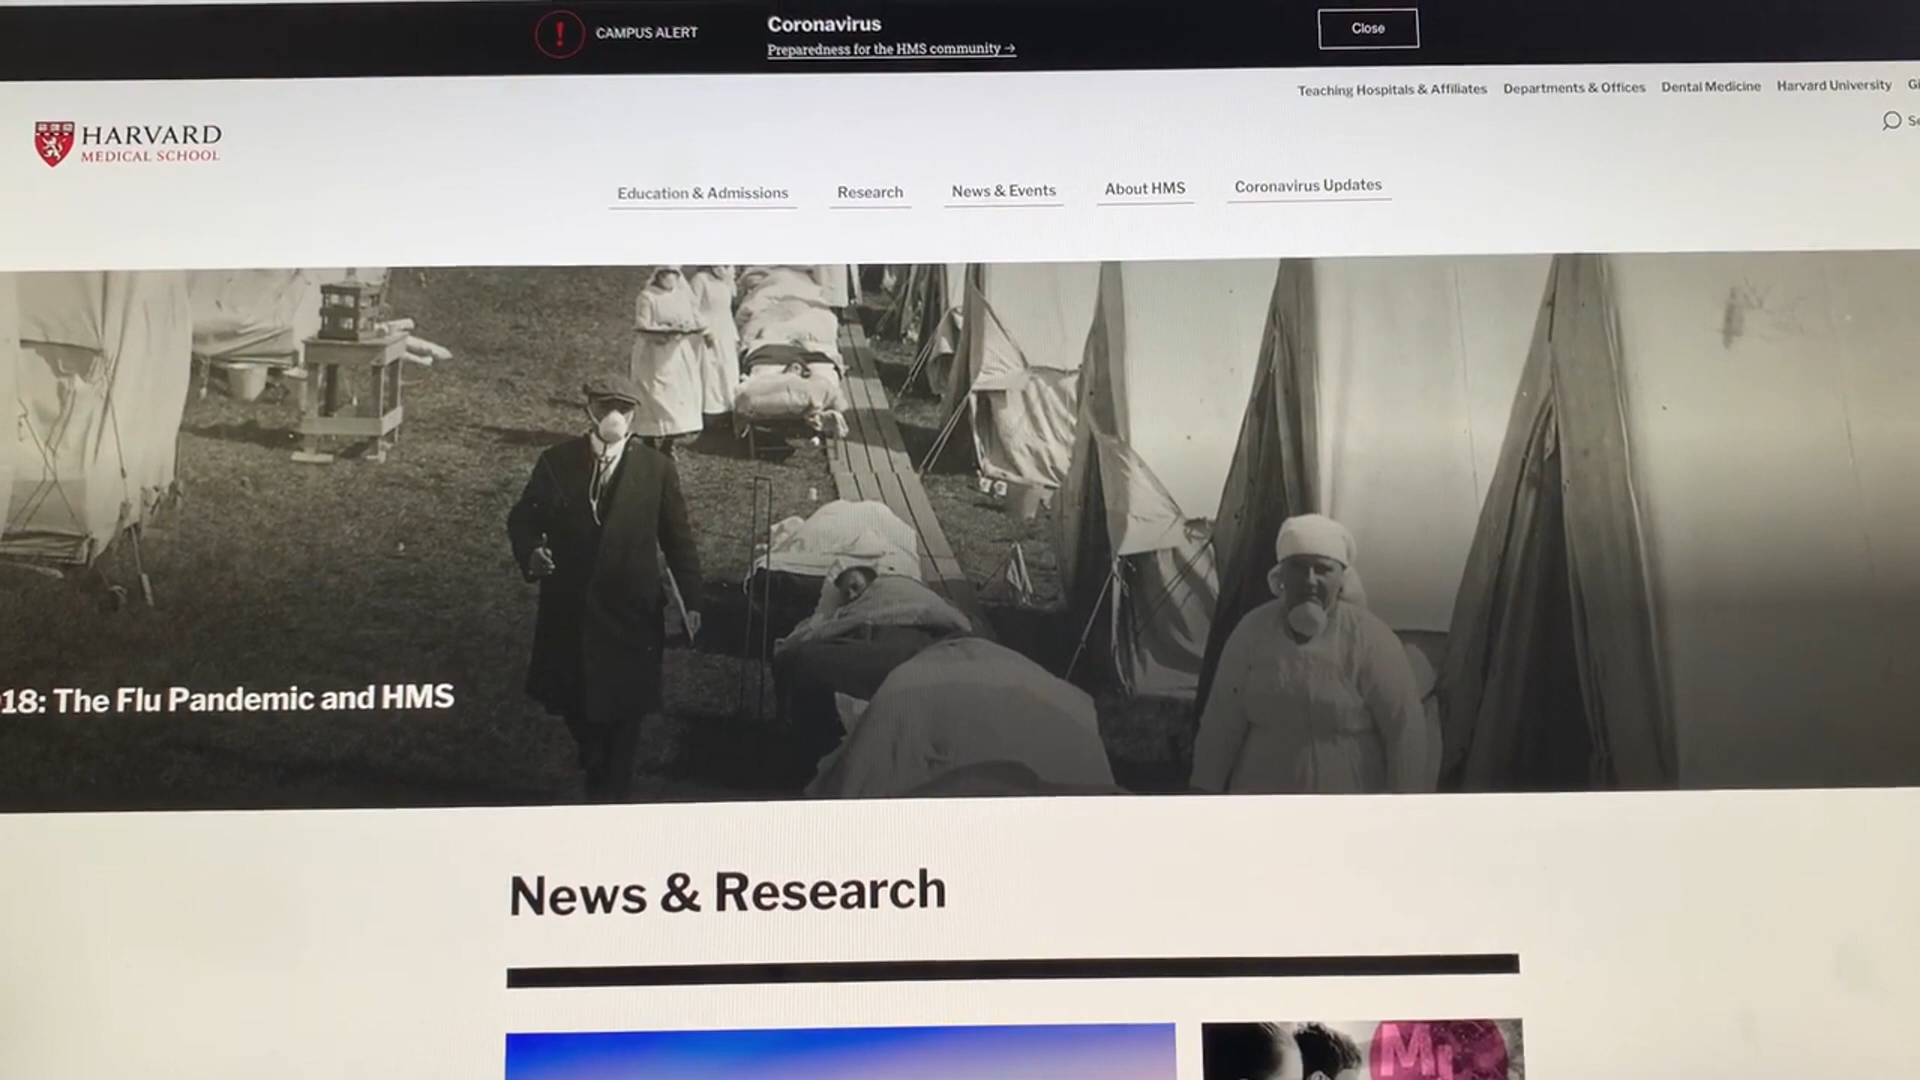 CAMPUS ALERT
Coronavirus
Preparedness for the HMS community →
Close
Teaching Hospitals & Affiliates Departments & Offices Dental Medicine Harvard University
HARVARD
MEDICAL SCHOOL
Education & Admissions Research News & Events About HMS Coronavirus Updates
18: The Flu Pandemic and HMS
News & Research